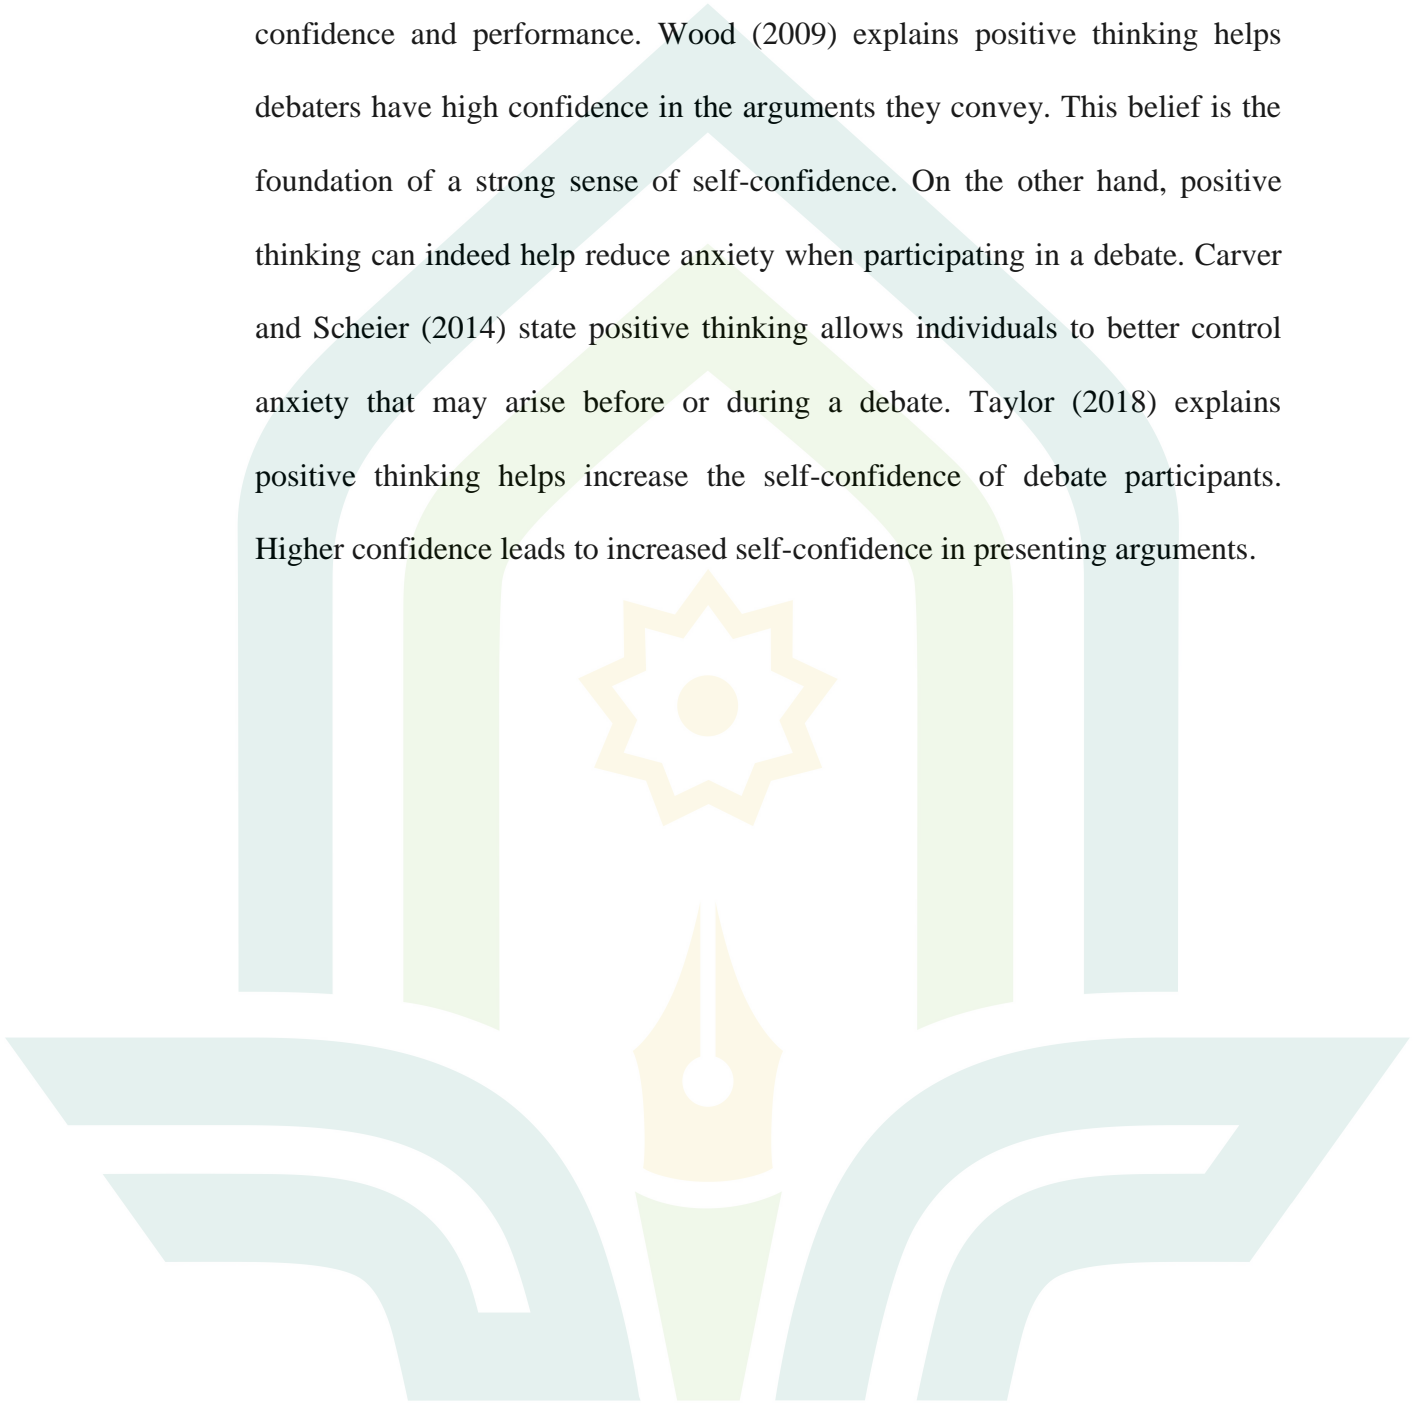 confidence and performance. Wood (2009) explains positive thinking helps
debaters have high confidence in the arguments they convey. This belief is the
foundation of a strong sense of self-confidence. On the other hand, positive
thinking can indeed help reduce anxiety when participating in a debate. Carver
and Scheier (2014) state positive thinking allows individuals to better control
anxiety that may arise before or during a debate. Taylor (2018) explains
positive thinking helps increase the self-confidence of debate participants.
Higher confidence leads to increased self-confidence in presenting arguments.